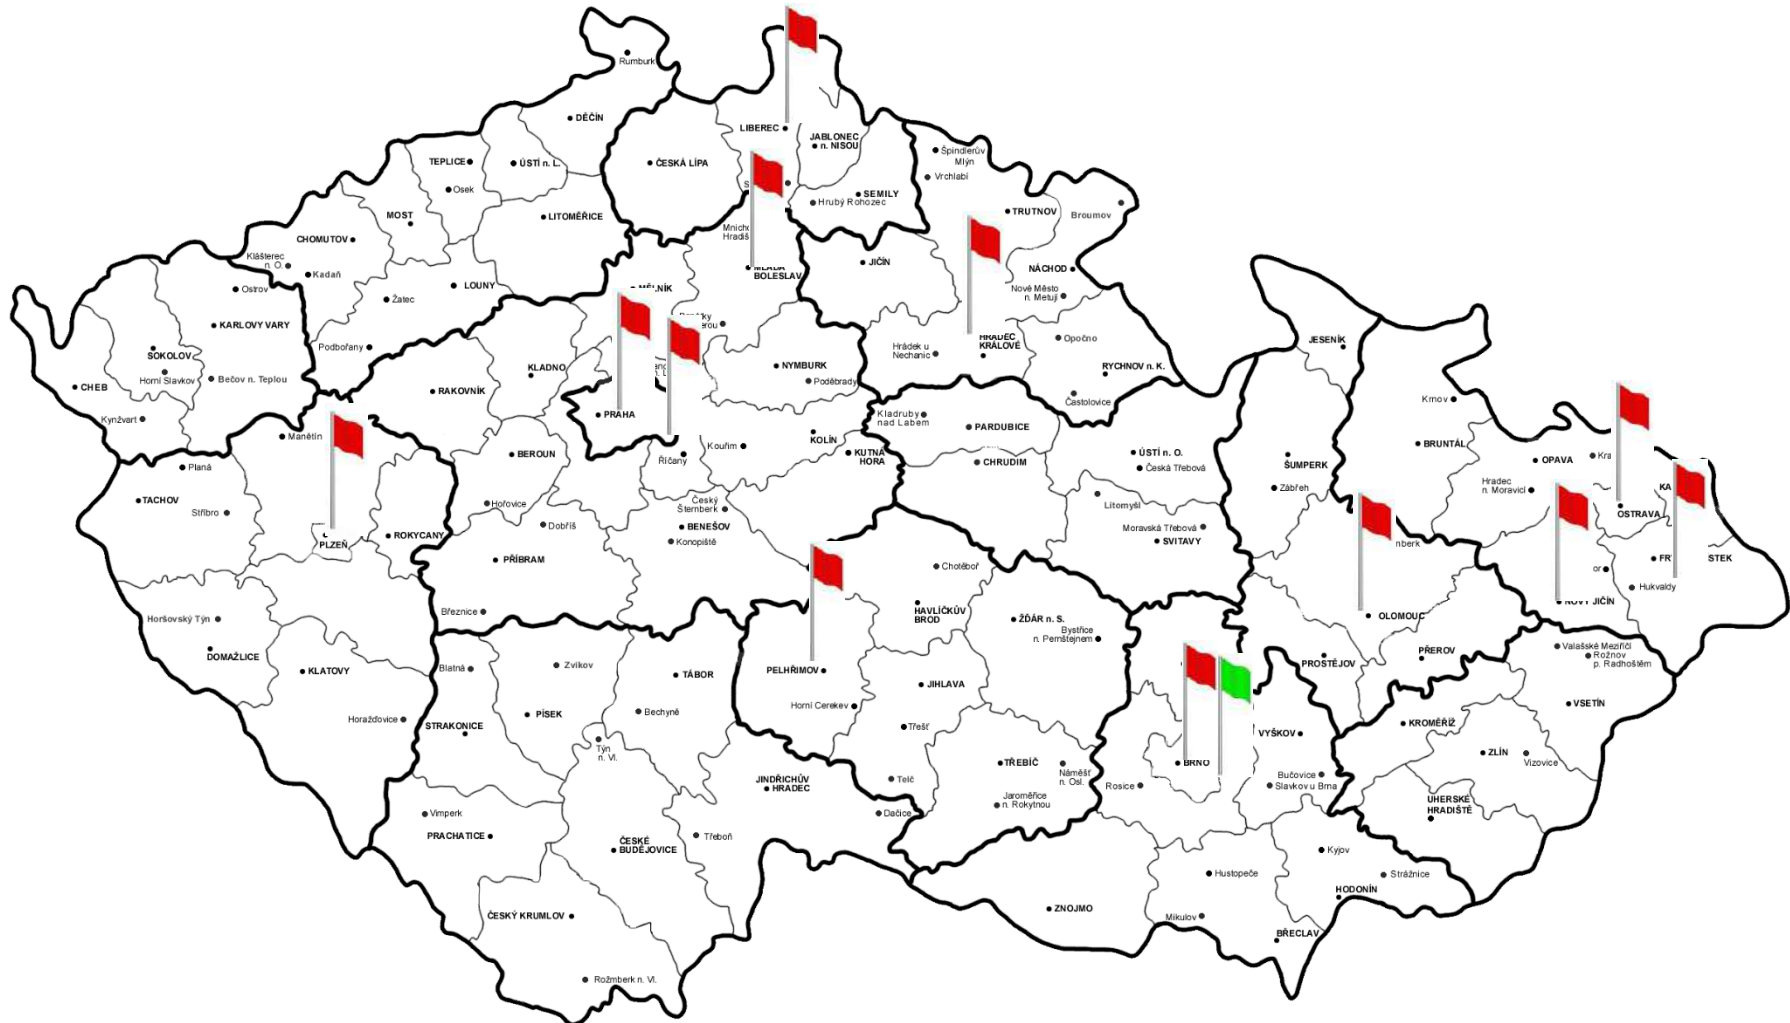 Rumburk
DĚČÍN
LIBEREC
JABLONEC
n. NISOU
TEPLICE
ÚSTÍ n. L.
ČESKÁ LÍPA
Špindlerův
Mlýn
Vrchlabí
Osek
SEMILY
Hrubý Rohozec
MOST
LITOMĚŘICE
TRUTNOV
Broumov
CHOMUTOV
Klášterec
n. O.
Kadaň
JIČÍN
NÁCHOD
BOLESLAV
Ostrov
Žatec
LOUNY
Nové Město
n. Metují
KARLOVY VARY
Podbořany
SOKOLOV
Horní Slavkov
Bečov n. Teplou
CHEB
Kynžvart
RAKOVNÍK
KLADNO
NYMBURK
Poděbrady
Hrádek u
Nechanic
KRÁLOVÉ
Opočno
RYCHNOV n. K.
Častolovice
JESENÍK
Krnov
PRAHA
Kladruby
nad Labem
PARDUBICE
Manětín
BEROUN
Říčany
Kouřim
KOLÍN
KUTNÁ
HORA
CHRUDIM
ÚSTÍ n. O.
Česká Třebová
ŠUMPERK
Zábřeh
BRUNTÁL
OPAVA
Hradec
n. Moravicí
OSTRAVA
Planá
TACHOV
Stříbro
PLZEŇ
ROKYCANY
Hořovice
Dobříš
PŘÍBRAM
Český
Šternberk
BENEŠOV
Konopiště
Litomyšl
Moravská Třebová
SVITAVY
Chotěboř
HAVLÍČKŮV
BROD
ŽĎÁR n. S.
Bystřice
n. Pernštejnem
Hukvaldy
NOVÝ JIČÍN
OLOMOUC
Březnice
Horšovský Týn
DOMAŽLICE
KLATOVY
Blatná
Zvíkov
TÁBOR
PELHŘIMOV
JIHLAVA
PROSTĚJOV
PŘEROV
Valašské Meziříčí
Rožnov
p. Radhoštěm
VSETÍN
Horažďovice
STRAKONICE
PÍSEK
Bechyně
Týn
n. Vl.
Horní Cerekev
Třešť
VYŠKOV
KROMĚŘÍŽ
ZLÍN
Vizovice
JINDŘICHŮV
HRADEC
Telč
TŘEBÍČ
Náměšť
n. Osl.
BRNO
Rosice
Bučovice
Slavkov u Brna
UHERSKÉ
HRADIŠTĚ
Vimperk
PRACHATICE
ČESKÉ
BUDĚJOVICE
Třeboň
Dačice
Jaroměřice
n. Rokytnou
Kyjov
Hustopeče
Strážnice
HODONÍN
ČESKÝ KRUMLOV
ZNOJMO
Mikulov
BŘECLAV
Rožmberk n. Vl.